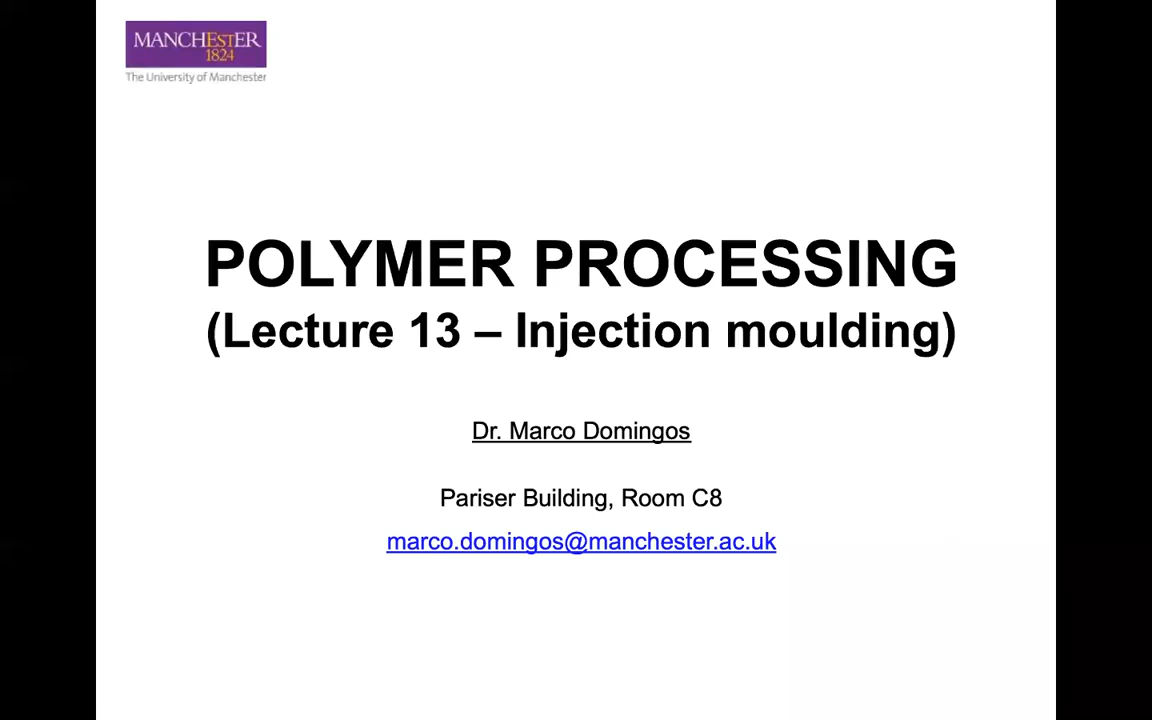 MANCHESTER
1824
The University of Manchester
POLYMER PROCESSING
(Lecture 13 – Injection moulding)
Dr. Marco Domingos
Pariser Building, Room C8
marco.domingos@manchester.ac.uk